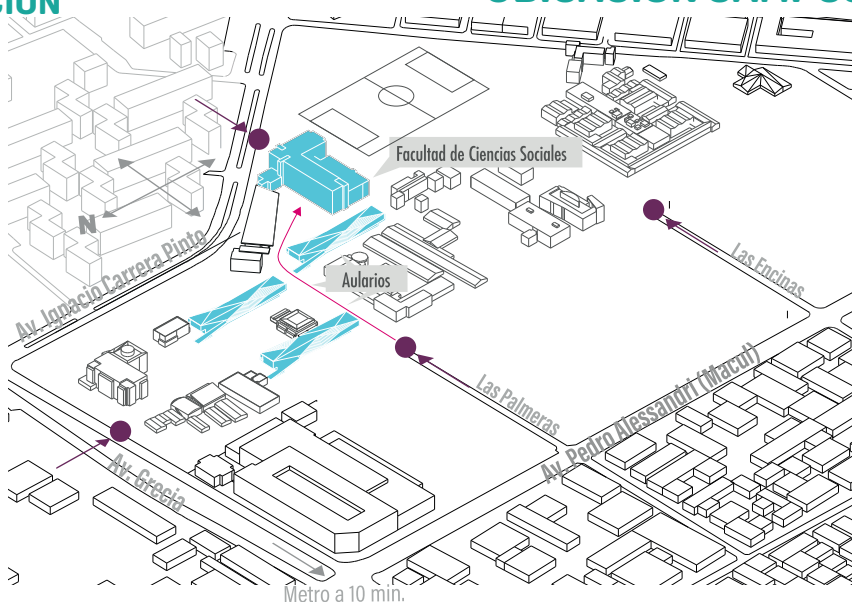 Facultad de Ciencias Sociales
N
Av. Ignacio Carrera Pinto
Aularios
Las Encinas
Las Palmeras
Av. Pedro Alessandri (Macul)
Av. Grecia
Metro a 10 min.